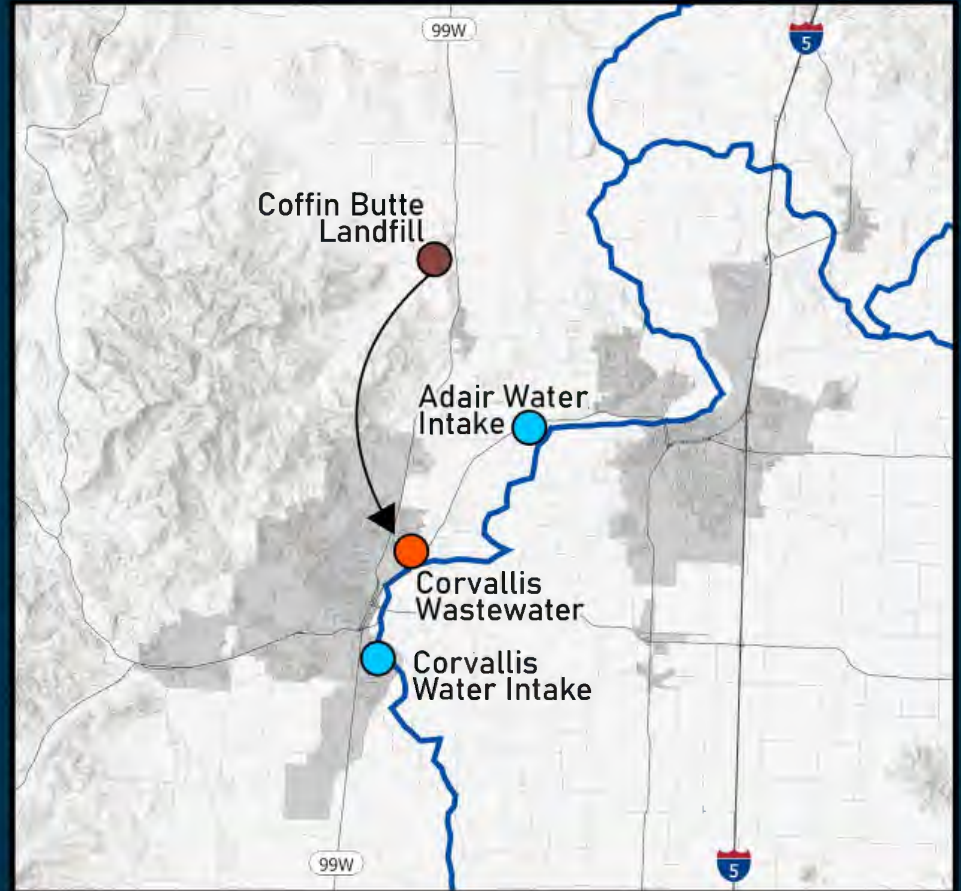 99W
5
Coffin Butte
Landfill
Adair Water
Intake
Corvallis
Wastewater
Corvallis
Water Intake
99W
5